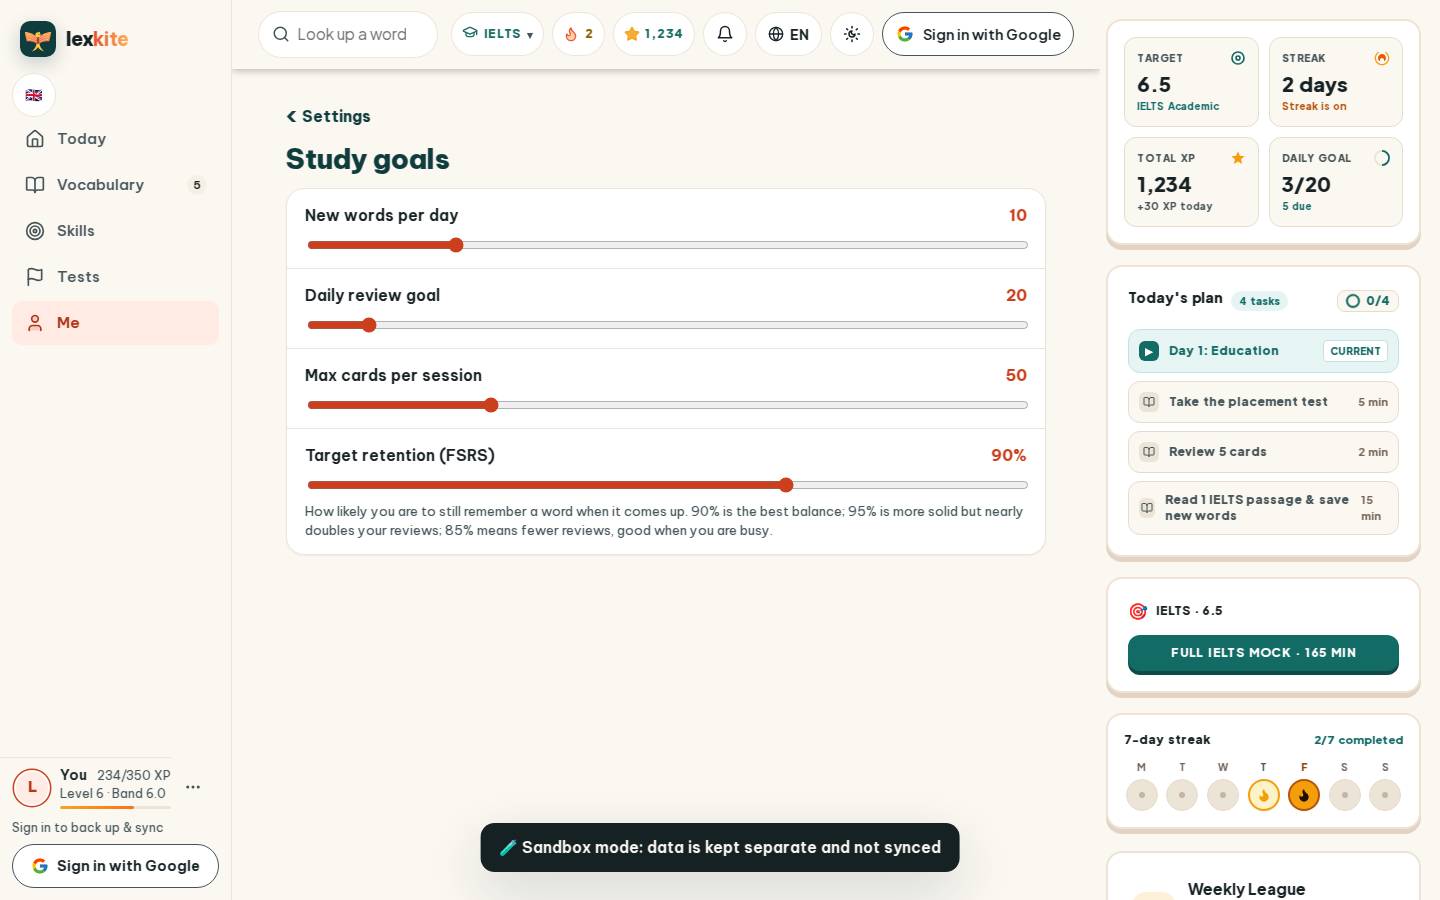 lexkite
Today
Vocabulary 5
Skills
Tests
Me
L
You 234/350 XP
Level 6 · Band 6.0
Sign in to back up & sync
Sign in with Google
Look up a word
IELTS ▾
2
1,234
EN
Sign in with Google
Settings
Study goals
New words per day 10
Daily review goal 20
Max cards per session 50
Target retention (FSRS) 90%
How likely you are to still remember a word when it comes up. 90% is the best balance; 95% is more solid but nearly
doubles your reviews; 85% means fewer reviews, good when you are busy.
Sandbox mode: data is kept separate and not synced
TARGET
6.5
IELTS Academic
STREAK
2 days
Streak is on
TOTAL XP
1,234
+30 XP today
DAILY GOAL
3/20
5 due
Today's plan 4 tasks 0/4
Day 1: Education CURRENT
Take the placement test 5 min
Review 5 cards 2 min
Read 1 IELTS passage & save 15
new words min
IELTS · 6.5
FULL IELTS MOCK · 165 MIN
7-day streak 2/7 completed
M T W T F S S
Weekly League